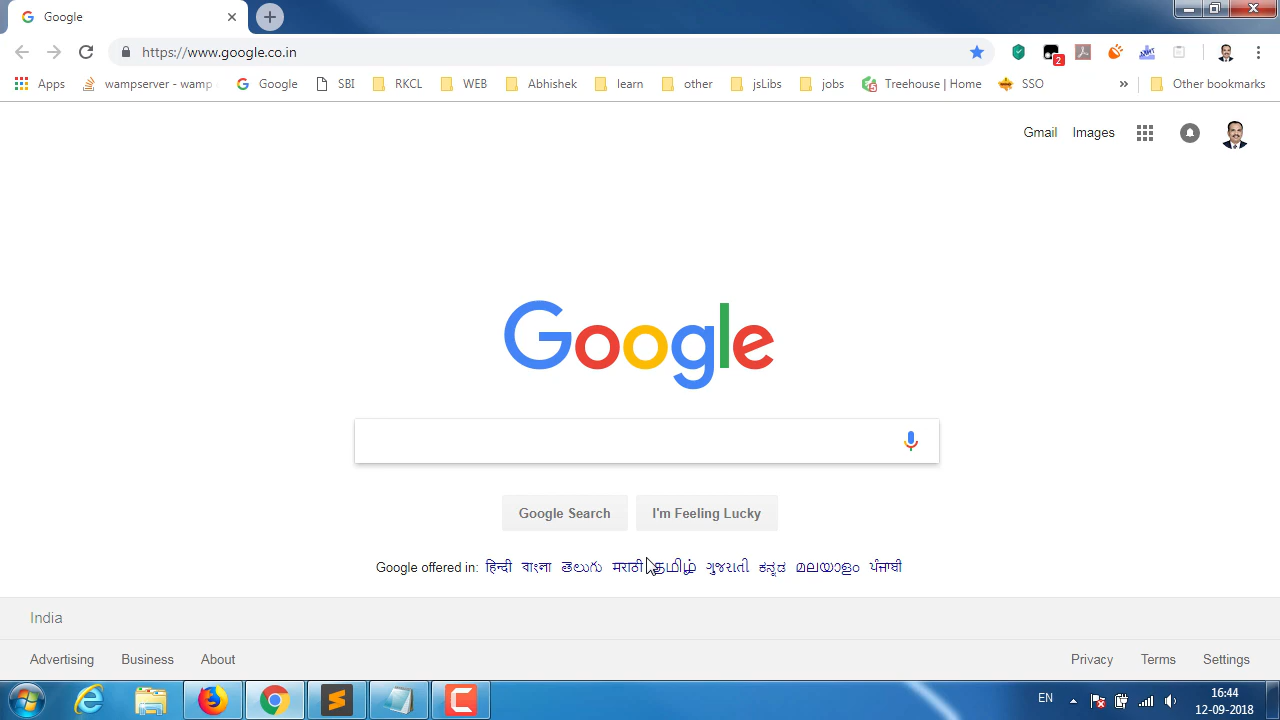 Google
https://www.google.co.in
2
Apps wampserver - wamp Google SBI RKCL WEB Abhishek learn other jsLibs jobs Treehouse | Home SSO » Other bookmarks
Gmail Images
Google
Google Search I'm Feeling Lucky
Google offered in: हिन्दी বাংলা తెలుగు मराठी தமிழ் ગુજરાતી ಕನ್ನಡ മലയാളം ਪੰਜਾਬੀ
India
Advertising Business About Privacy Terms Settings
EN 16:44
12-09-2018